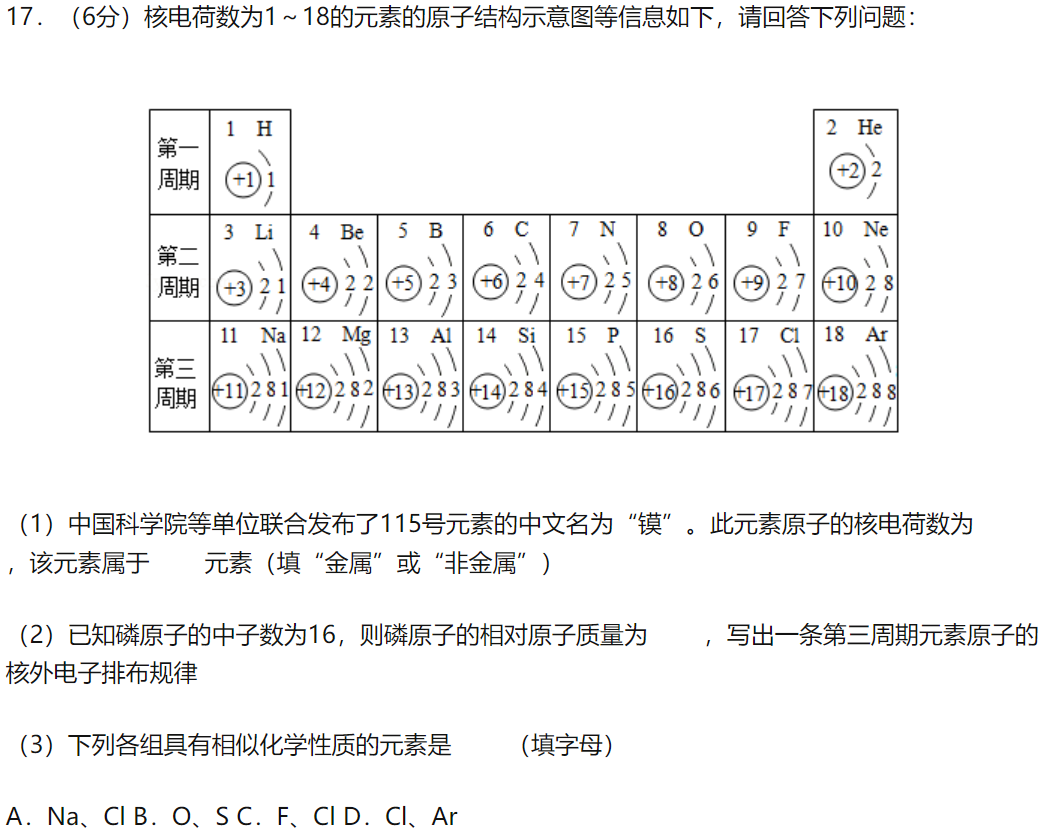 17. （6分）核电荷数为1～18的元素的原子结构示意图等信息如下，请回答下列问题：
1 H 2 He
第一
周期
+1 1 +2 2
3 Li 4 Be 5 B 6 C 7 N 8 O 9 F 10 Ne
第二
周期
+3 2 1 +4 2 2 +5 2 3 +6 2 4 +7 2 5 +8 2 6 +9 2 7 +10 2 8
11 Na 12 Mg 13 Al 14 Si 15 P 16 S 17 Cl 18 Ar
第三
周期
+11 2 8 1 +12 2 8 2 +13 2 8 3 +14 2 8 4 +15 2 8 5 +16 2 8 6 +17 2 8 7 +18 2 8 8
（1）中国科学院等单位联合发布了115号元素的中文名为“镆”。此元素原子的核电荷数为
，该元素属于 元素（填“金属”或“非金属”）
（2）已知磷原子的中子数为16，则磷原子的相对原子质量为 ，写出一条第三周期元素原子的
核外电子排布规律
（3）下列各组具有相似化学性质的元素是 （填字母）
A．Na、Cl B．O、S C．F、Cl D．Cl、Ar